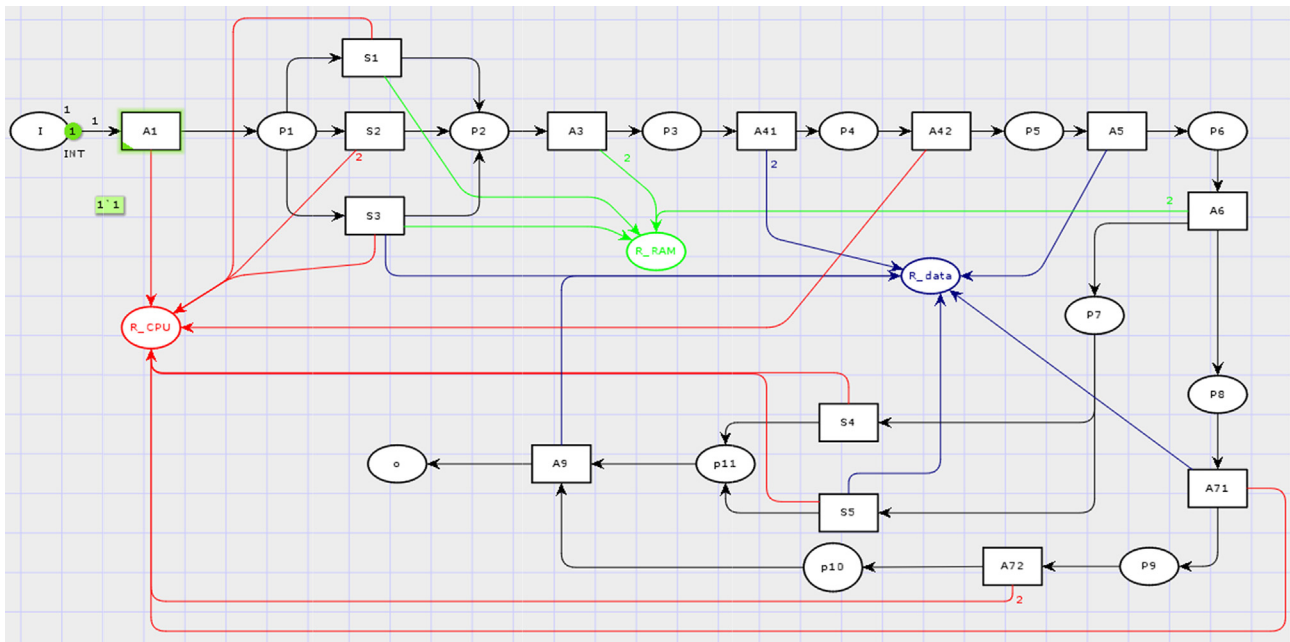 S1
1
1
I
1
A1
P1
S2
P2
A3
P3
A41
P4
A42
P5
A5
P6
INT
2
2
2
1`1
S3
2
A6
R_RAM
R_data
R_CPU
P7
P8
S4
o
A9
p11
A71
S5
p10
A72
P9
2